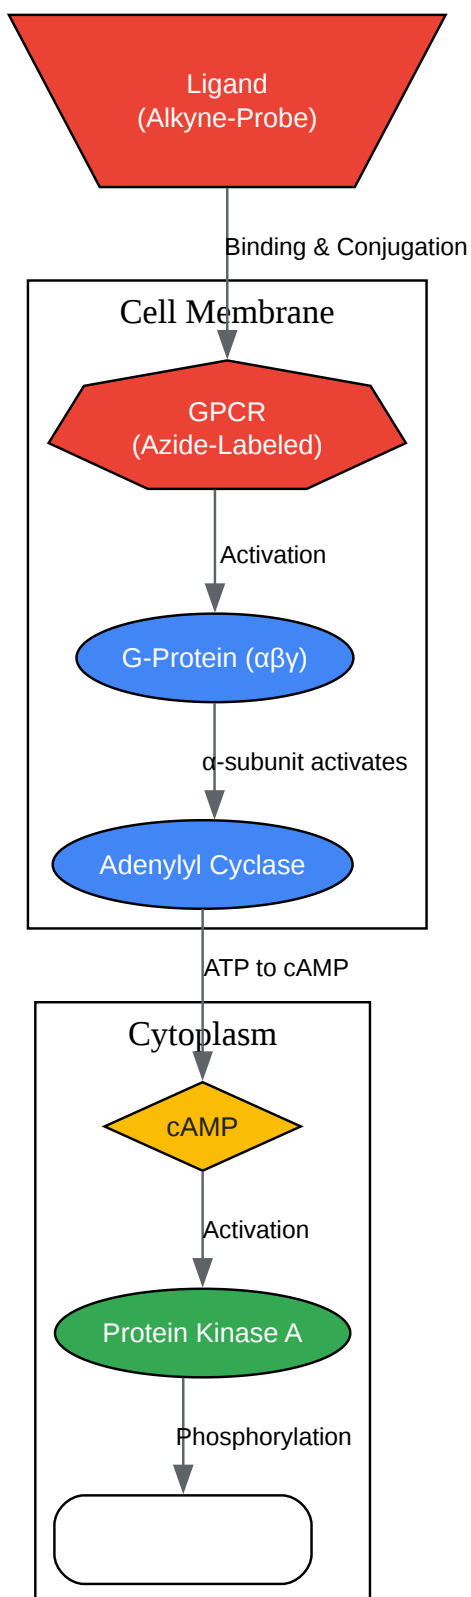 Ligand
(Alkyne-Probe)
Binding & Conjugation
Cell Membrane
GPCR
(Azide-Labeled)
Activation
G-Protein (αβγ)
α-subunit activates
Adenylyl Cyclase
ATP to cAMP
Cytoplasm
cAMP
Activation
Protein Kinase A
Phosphorylation